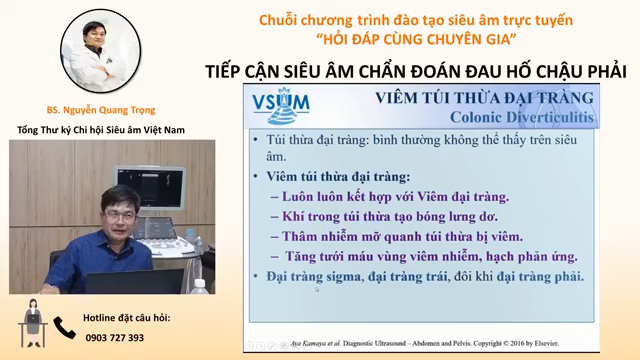 Chuỗi chương trình đào tạo siêu âm trực tuyến
“HỎI ĐÁP CÙNG CHUYÊN GIA”
TIẾP CẬN SIÊU ÂM CHẨN ĐOÁN ĐAU HỐ CHẬU PHẢI
BS. Nguyễn Quang Trọng
Tổng Thư ký Chi hội Siêu âm Việt Nam
VSUM
VIÊM TÚI THỪA ĐẠI TRÀNG
Colonic Diverticulitis
• Túi thừa đại tràng: bình thường không thể thấy trên siêu
âm.
• Viêm túi thừa đại tràng:
– Luôn luôn kết hợp với Viêm đại tràng.
– Khí trong túi thừa tạo bóng lưng dơ.
– Thâm nhiễm mỡ quanh túi thừa bị viêm.
– Tăng tưới máu vùng viêm nhiễm, hạch phản ứng.
• Đại tràng sigma, đại tràng trái, đôi khi đại tràng phải.
Aya Kamaya et al. Diagnostic Ultrasound – Abdomen and Pelvis. Copyright © 2016 by Elsevier.
Hotline đặt câu hỏi:
0903 727 393